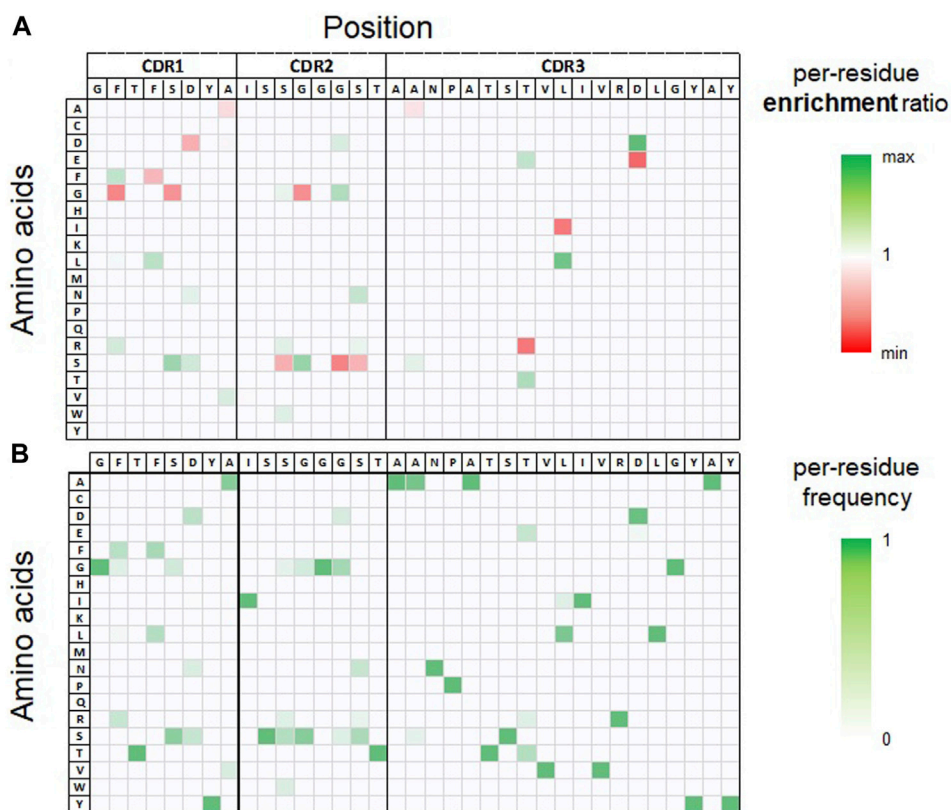 A
Position
CDR1 CDR2 CDR3
G F T F S D Y A I S S G G G S T A A N P A T S T V L I V R D L G Y A Y
Amino acids
A
C
D
E
F
G
H
I
K
L
M
N
P
Q
R
S
T
V
W
Y
per-residue
enrichment ratio
max
1
min
B
G F T F S D Y A I S S G G G S T A A N P A T S T V L I V R D L G Y A Y
Amino acids
A
C
D
E
F
G
H
I
K
L
M
N
P
Q
R
S
T
V
W
Y
per-residue
frequency
1
0